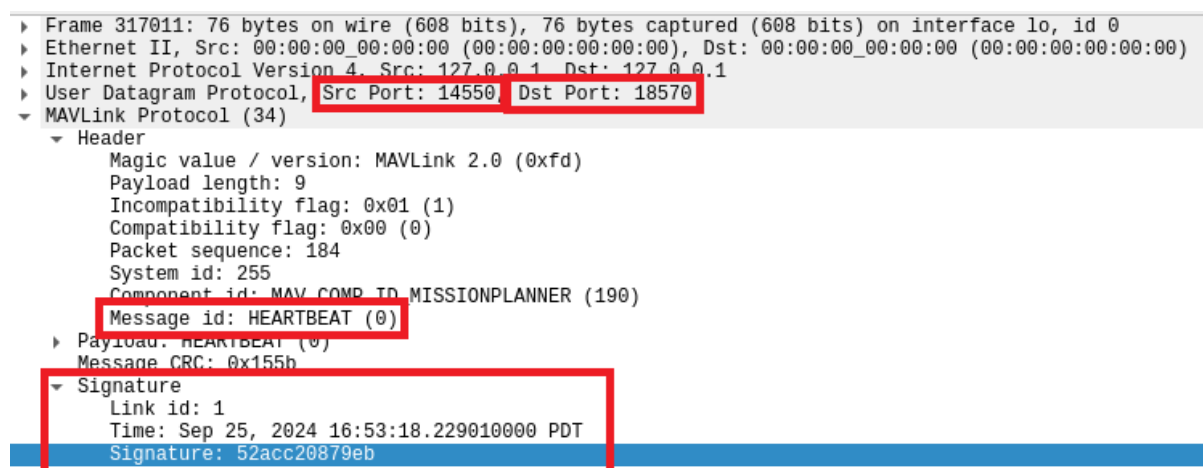 Frame 317011: 76 bytes on wire (608 bits), 76 bytes captured (608 bits) on interface lo, id 0
Ethernet II, Src: 00:00:00_00:00:00 (00:00:00:00:00:00), Dst: 00:00:00_00:00:00 (00:00:00:00:00:00)
Internet Protocol Version 4, Src: 127.0.0.1, Dst: 127.0.0.1
User Datagram Protocol, Src Port: 14550, Dst Port: 18570
MAVLink Protocol (34)
Header
Magic value / version: MAVLink 2.0 (0xfd)
Payload length: 9
Incompatibility flag: 0x01 (1)
Compatibility flag: 0x00 (0)
Packet sequence: 184
System id: 255
Component id: MAV_COMP_ID_MISSIONPLANNER (190)
Message id: HEARTBEAT (0)
Payload: HEARTBEAT (0)
Message CRC: 0x155b
Signature
Link id: 1
Time: Sep 25, 2024 16:53:18.229010000 PDT
Signature: 52acc20879eb